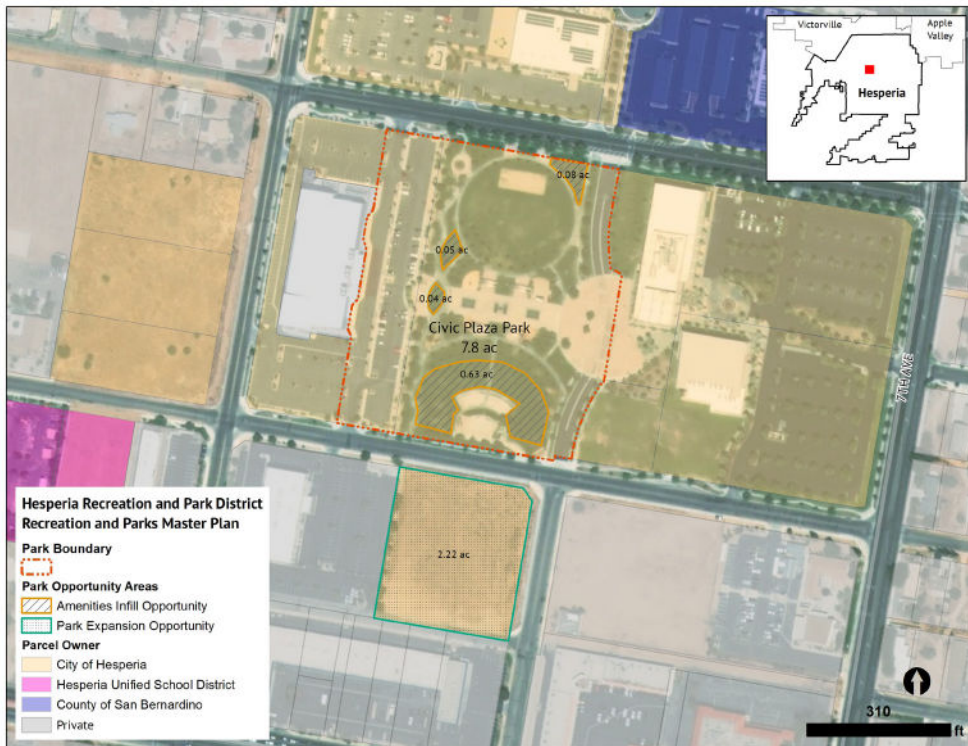 Victorville
Apple
Valley
Hesperia
0.08 ac
0.05 ac
0.04 ac
Civic Plaza Park
7.8 ac
0.63 ac
7TH AVE
2.22 ac
Hesperia Recreation and Park District
Recreation and Parks Master Plan
Park Boundary
Park Opportunity Areas
Amenities Infill Opportunity
Park Expansion Opportunity
Parcel Owner
City of Hesperia
Hesperia Unified School District
County of San Bernardino
Private
310
ft